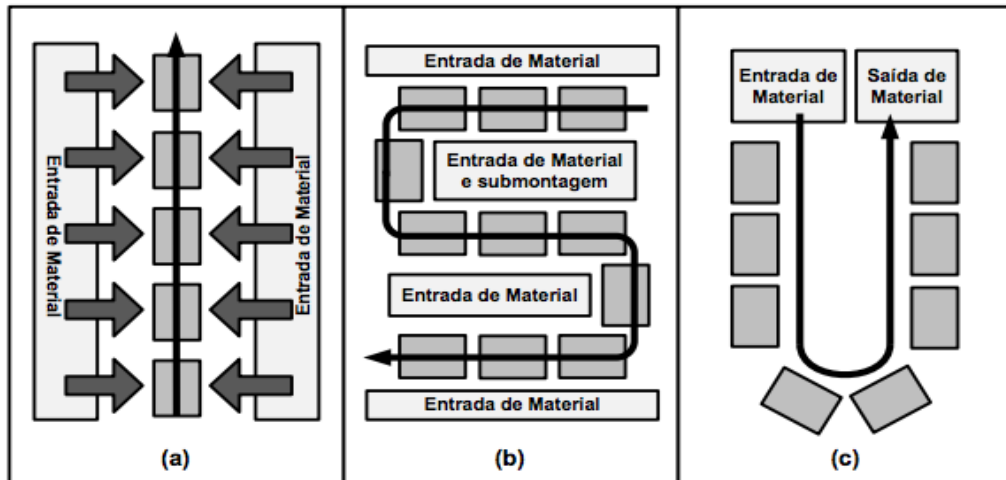 Entrada de Material
Entrada de Material
(a)
Entrada de Material
Entrada de Material
e submontagem
Entrada de Material
Entrada de Material
(b)
Entrada de
Material
Saída de
Material
(c)